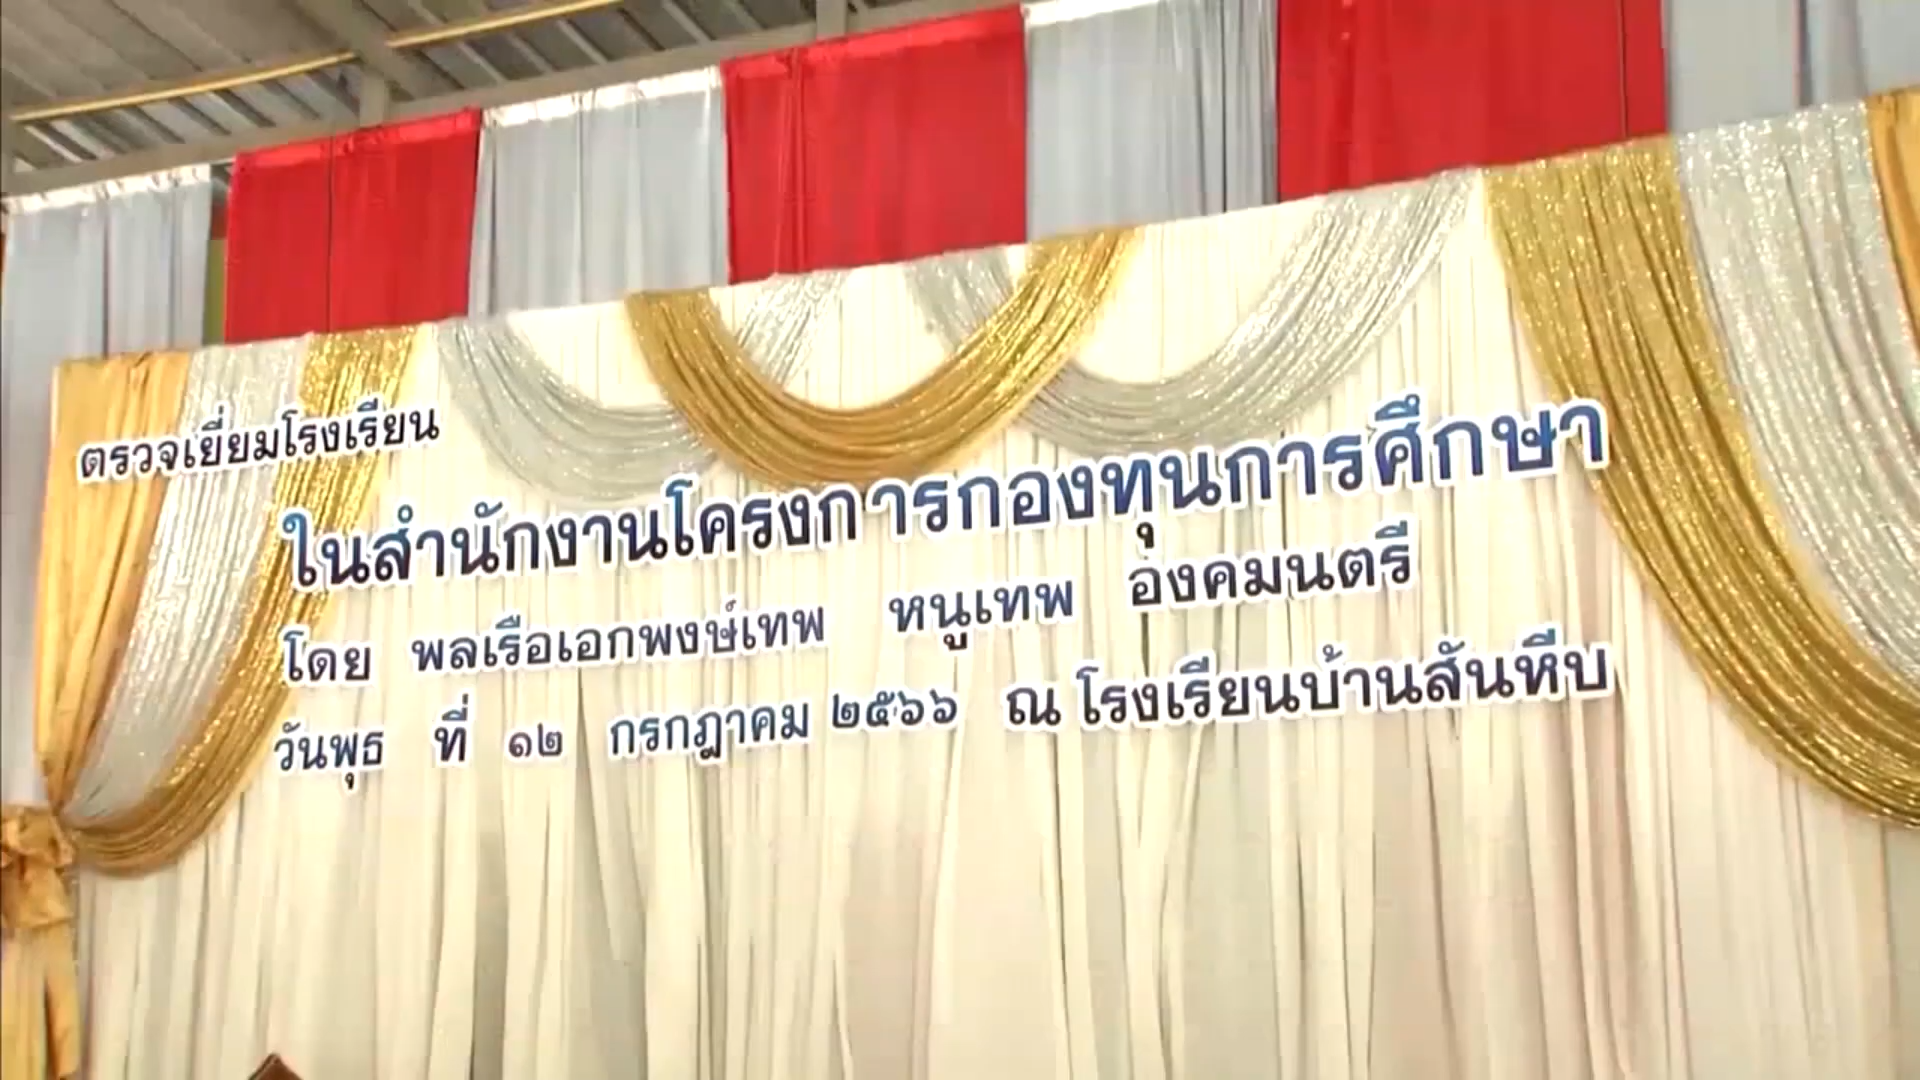 ตรวจเยี่ยมโรงเรียน
ในสำนักงานโครงการกองทุนการศึกษา
โดย พลเรือเอกพงษ์เทพ หนูเทพ องคมนตรี
วันพุธ ที่ ๑๒ กรกฎาคม ๒๕๖๖ ณ โรงเรียนบ้านสันหีบ